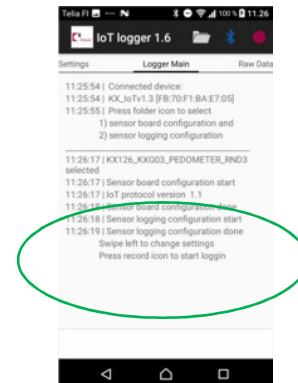 Telia FI N 100 % 11.26
IoT logger 1.6
Settings Logger Main Raw Data
11:25:54 | Connected device:
11:25:54 | KX_IoTv1.3 [FB:70:F1:BA:E7:05]
11:25:55 | Press folder icon to select
1) sensor board configuration and
2) sensor logging configuration
11:26:17 | KX126_KXG03_PEDOMETER_RND3
selected
11:26:17 | Sensor board configuration start
11:26:17 | IoT protocol version 1.1
11:26:18 | Sensor board configuration done
11:26:18 | Sensor logging configuration start
11:26:19 | Sensor logging configuration done
Swipe left to change settings
Press record icon to start loggin